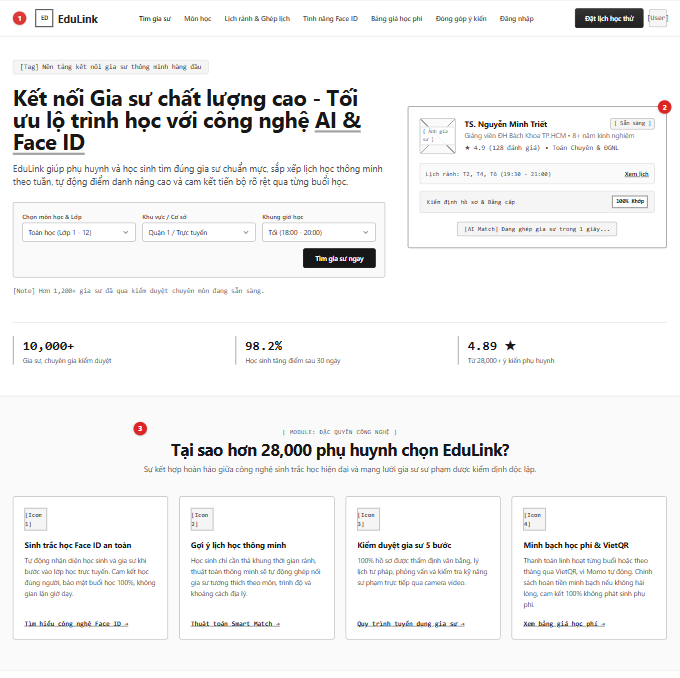 1
ED
EduLink
Tìm gia sư
Môn học
Lịch rảnh & Ghép lịch
Tính năng Face ID
Bảng giá học phí
Đóng góp ý kiến
Đăng nhập
Đặt lịch học thử
[User]
[Tag] Nền tảng kết nối gia sư thông minh hàng đầu
Kết nối Gia sư chất lượng cao - Tối
ưu lộ trình học với công nghệ AI &
Face ID
EduLink giúp phụ huynh và học sinh tìm đúng gia sư chuẩn mực, sắp xếp lịch học thông minh
theo tuần, tự động điểm danh nâng cao và cam kết tiến bộ rõ rệt qua từng buổi học.
Chọn môn học & Lớp
Khu vực / Cơ sở
Khung giờ học
Toán học (Lớp 1 - 12)
Quận 1 / Trực tuyến
Tối (18:00 - 20:00)
Tìm gia sư ngay
[Note] Hơn 1,200+ gia sư đã qua kiểm duyệt chuyên môn đang sẵn sàng.
2
[ Ảnh gia
sư ]
TS. Nguyễn Minh Triết
[ Sẵn sàng ]
Giảng viên ĐH Bách Khoa TP.HCM • 8+ năm kinh nghiệm
★ 4.9 (128 đánh giá) • Toán Chuyên & ĐGNL
Lịch rảnh: T2, T4, T6 (19:30 - 21:00)
Xem lịch
Kiểm định hồ sơ & Bằng cấp
100% Khớp
[AI Match] Đang ghép gia sư trong 1 giây...
10,000+
Gia sư, chuyên gia kiểm duyệt
98.2%
Học sinh tăng điểm sau 30 ngày
4.89 ★
Từ 28,000+ ý kiến phụ huynh
3
[ MODULE: ĐẶC QUYỀN CÔNG NGHỆ ]
Tại sao hơn 28,000 phụ huynh chọn EduLink?
Sự kết hợp hoàn hảo giữa công nghệ sinh trắc học hiện đại và mạng lưới gia sư sư phạm được kiểm định độc lập.
[Icon
1]
Sinh trắc học Face ID an toàn
Tự động nhận diện học sinh và gia sư khi
bước vào lớp học trực tuyến. Cam kết học
đúng người, bảo mật buổi học 100%, không
gian lận giờ dạy.
Tìm hiểu công nghệ Face ID →
[Icon
2]
Gợi ý lịch học thông minh
Học sinh chỉ cần thả khung thời gian rảnh,
thuật toán thông minh sẽ tự động ghép nối
gia sư tương thích theo môn, trình độ và
khoảng cách địa lý.
Thuật toán Smart Match →
[Icon
3]
Kiểm duyệt gia sư 5 bước
100% hồ sơ được thẩm định văn bằng, lý
lịch tư pháp, phỏng vấn và kiểm tra kỹ năng
sư phạm trực tiếp qua camera video.
Quy trình tuyển dụng gia sư →
[Icon
4]
Minh bạch học phí & VietQR
Thanh toán linh hoạt từng buổi hoặc theo
tháng qua VietQR, ví Momo tự động. Chính
sách hoàn tiền minh bạch nếu không hài
lòng, cam kết 100% không phát sinh phụ
phí.
Xem bảng giá học phí →